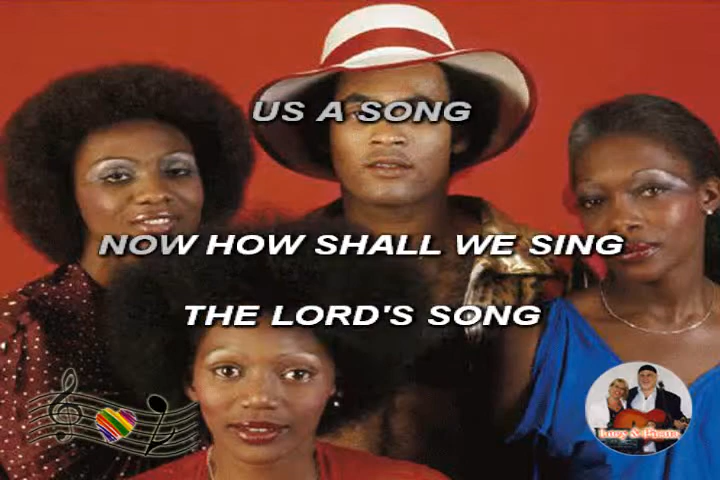 US A SONG
NOW HOW SHALL WE SING
THE LORD'S SONG